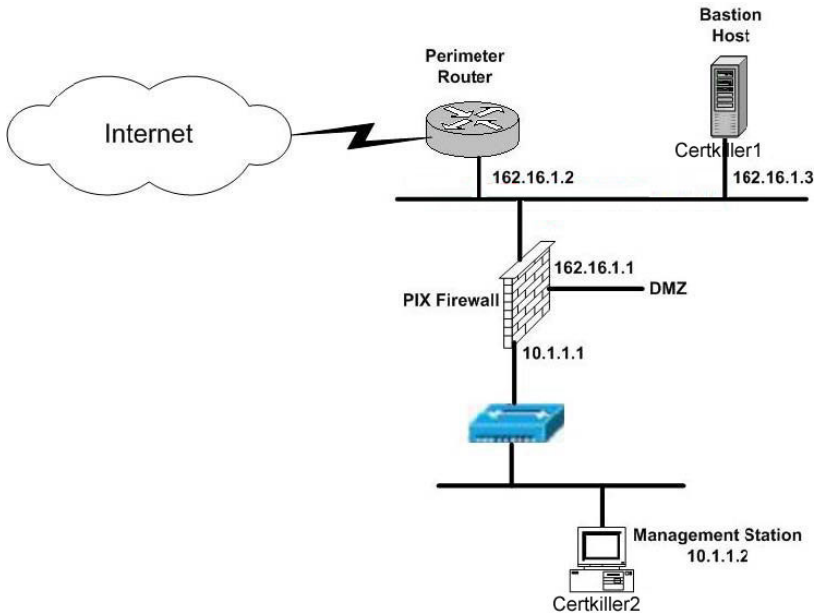 Bastion
Host
Perimeter
Router
Internet
Certkiller1
162.16.1.2
162.16.1.3
162.16.1.1
PIX Firewall
DMZ
10.1.1.1
Management Station
10.1.1.2
Certkiller2